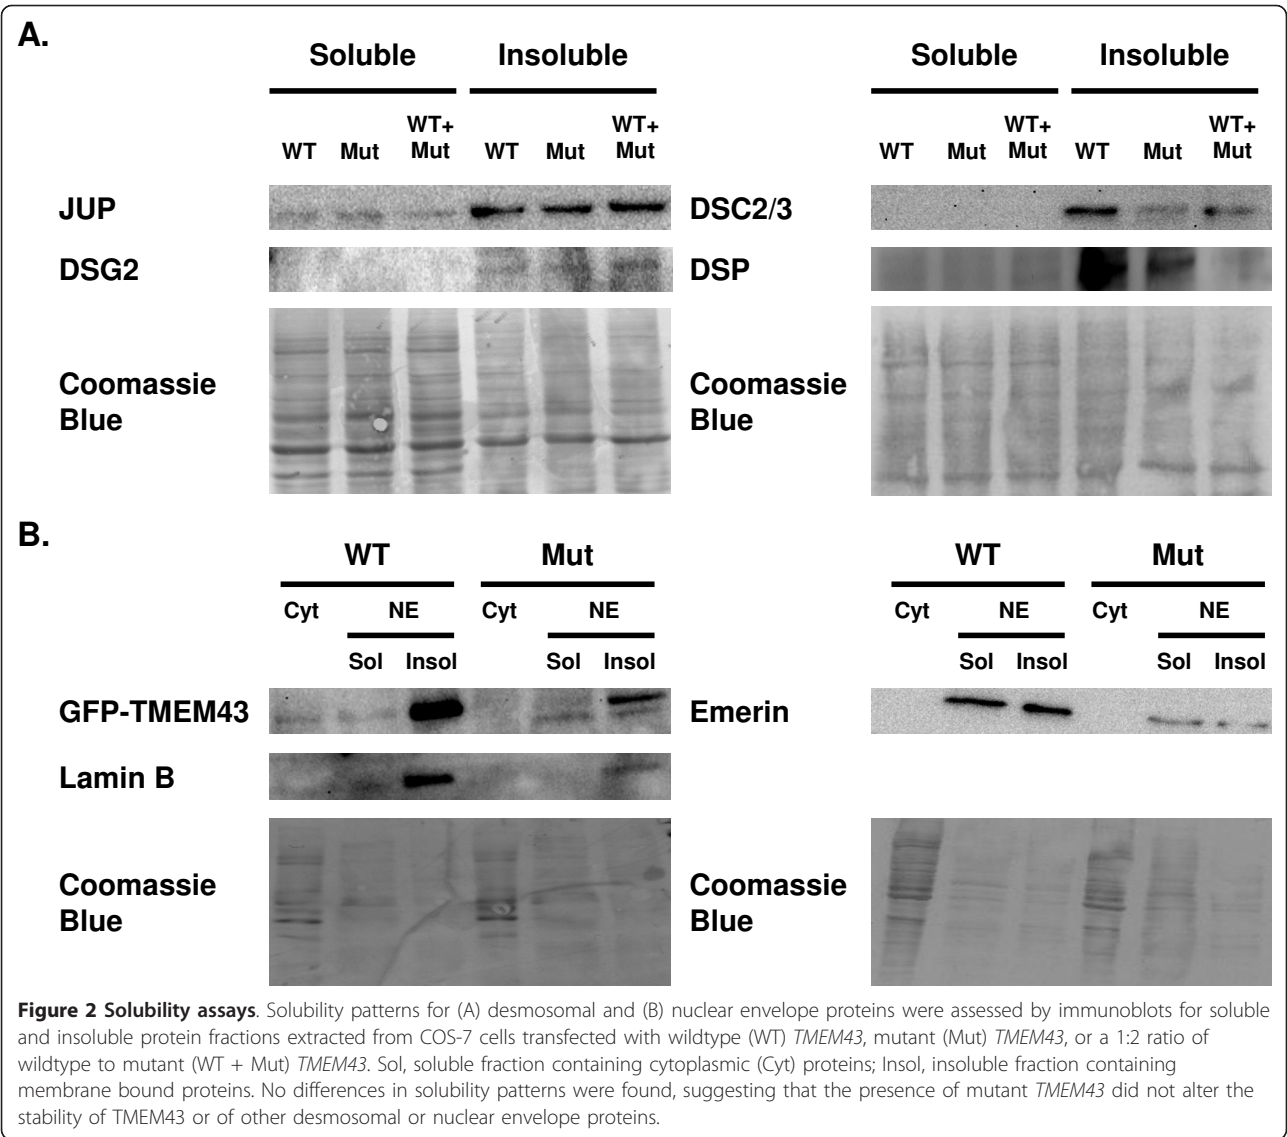 A.
Soluble Insoluble Soluble Insoluble
WT Mut WT+ Mut WT Mut WT+ Mut WT Mut WT+ Mut WT Mut WT+ Mut
JUP DSC2/3
DSG2 DSP
Coomassie Blue Coomassie Blue
B.
WT Mut WT Mut
Cyt NE Cyt NE Cyt NE Cyt NE
Sol Insol Sol Insol Sol Insol Sol Insol
GFP-TMEM43 Emerin
Lamin B
Coomassie Blue Coomassie Blue
Figure 2 Solubility assays. Solubility patterns for (A) desmosomal and (B) nuclear envelope proteins were assessed by immunoblots for soluble
and insoluble protein fractions extracted from COS-7 cells transfected with wildtype (WT) TMEM43, mutant (Mut) TMEM43, or a 1:2 ratio of
wildtype to mutant (WT + Mut) TMEM43. Sol, soluble fraction containing cytoplasmic (Cyt) proteins; Insol, insoluble fraction containing
membrane bound proteins. No differences in solubility patterns were found, suggesting that the presence of mutant TMEM43 did not alter the
stability of TMEM43 or of other desmosomal or nuclear envelope proteins.